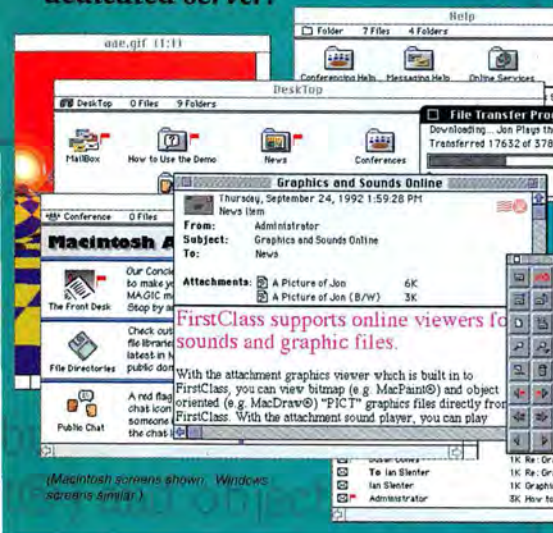 dedicated server!
Help
Folder 7 Files 4 Folders
Conferencing Help Messaging Help Online Services
aae.gif (1:1)
DeskTop
DeskTop 0 Files 9 Folders
MailBox
How to Use the Demo
News
Conferences
File Transfer Pro
Downloading... Jon Plays th
Transferred 17632 of 378
Conference 0 Files
Macintosh A
The Front Desk
Our Concie
to make yo
MAGIC m
Stop by a
File Directories
Check out
file librarie
latest in M
public dom
Public Chat
A red flag
chat icon
someone
the chat
Graphics and Sounds Online
Thursday, September 24, 1992 1:59:28 PM
News Item
From: Administrator
Subject: Graphics and Sounds Online
To: News
Attachments: A Picture of Jon 6K
A Picture of Jon (B/W) 3K
FirstClass supports online viewers fo
sounds and graphic files.
With the attachment graphics viewer which is built in to
FirstClass, you can view bitmap (e.g. MacPaint®) and object
oriented (e.g. MacDraw®) "PICT" graphics files directly from
FirstClass. With the attachment sound player, you can play
To Ian Slenter 1K Re: Gra
Ian Slenter 1K Graphi
Administrator 3K How to
1K Re: Gr
(Macintosh screens shown. Windows
screens similar.)